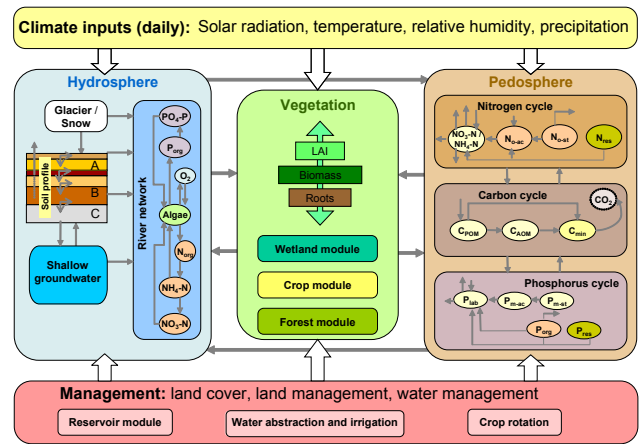 Climate inputs (daily): Solar radiation, temperature, relative humidity, precipitation
Hydrosphere
Glacier /
Snow
Soil profile
A
B
C
Shallow
groundwater
River network
PO4-P
Porg
O2
Algae
Norg
NH4-N
NO3-N
Vegetation
LAI
Biomass
Roots
Wetland module
Crop module
Forest module
Pedosphere
Nitrogen cycle
NO3-N
NH4-N
No-ac
No-st
Nres
Carbon cycle
CO2
CPOM
CAOM
Cmin
Phosphorus cycle
Plab
Pm-ac
Pm-st
Porg
Pres
Management: land cover, land management, water management
Reservoir module
Water abstraction and irrigation
Crop rotation